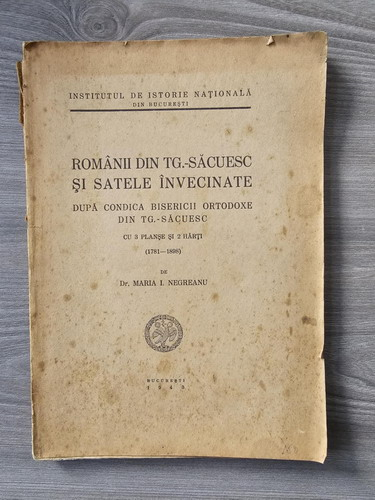 INSTITUTUL DE ISTORIE NAȚIONALĂ
DIN BUCUREȘTI
ROMÂNII DIN TG.-SĂCUESC
ȘI SATELE ÎNVECINATE
DUPĂ CONDICA BISERICII ORTODOXE
DIN TG.-SĂCUESC
CU 3 PLANȘE ȘI 2 HĂRȚI
(1781—1898)
DE
Dr. MARIA I. NEGREANU
BUCUREȘTI